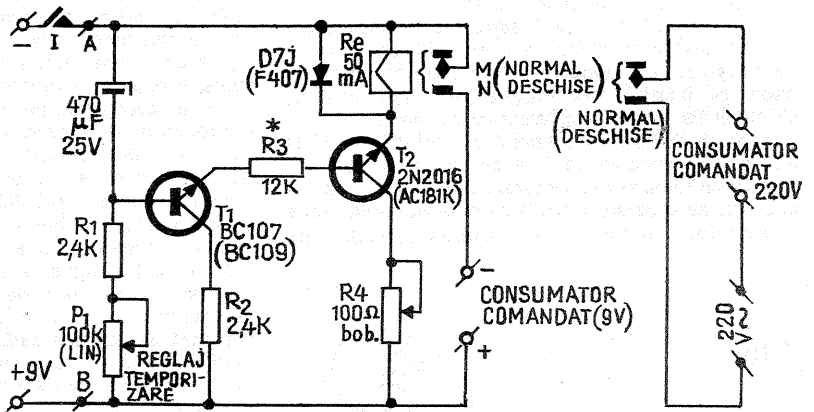 −
I
A
D7j
(F407)
Re
50
mA
M (NORMAL
N DESCHISE)
(NORMAL
DESCHISE)
470
µF
25V
*
R3
12K
T2
2N2016
(AC181K)
CONSUMATOR
COMANDAT
220V
T1
BC107
(BC109)
R1
2,4K
R2
2,4K
P1
100K
(LIN)
REGLAJ
TEMPORI-
ZARE
R4
100Ω
bob.
−
CONSUMATOR
COMANDAT(9V)
+
220
V~
+9V
B